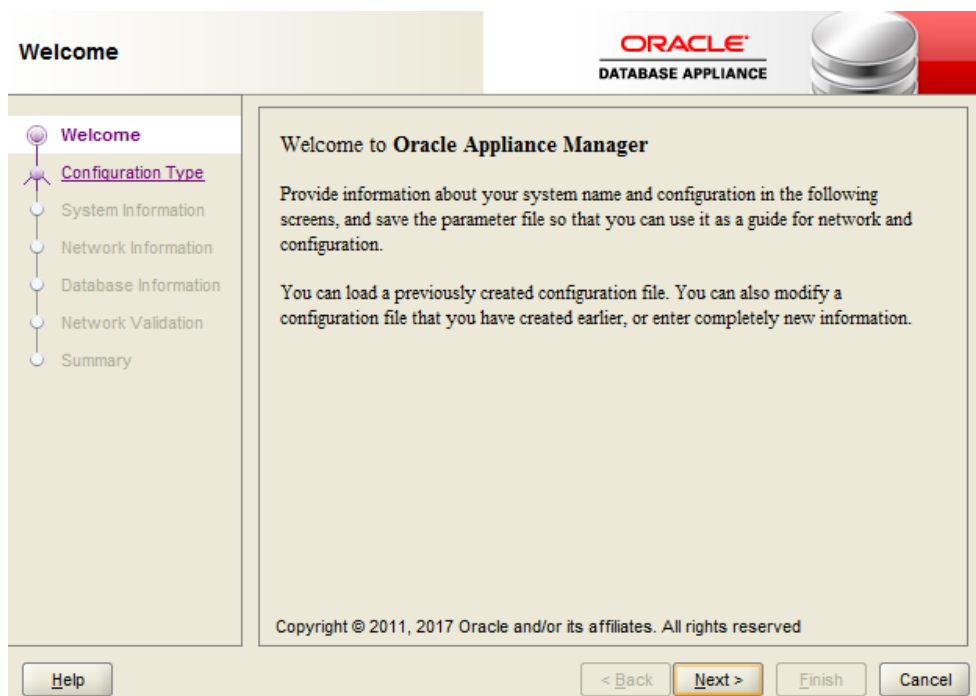 Welcome
ORACLE
DATABASE APPLIANCE
Welcome
Configuration Type
System Information
Network Information
Database Information
Network Validation
Summary
Welcome to Oracle Appliance Manager
Provide information about your system name and configuration in the following
screens, and save the parameter file so that you can use it as a guide for network and
configuration.
You can load a previously created configuration file. You can also modify a
configuration file that you have created earlier, or enter completely new information.
Copyright © 2011, 2017 Oracle and/or its affiliates. All rights reserved
Help
< Back
Next >
Finish
Cancel